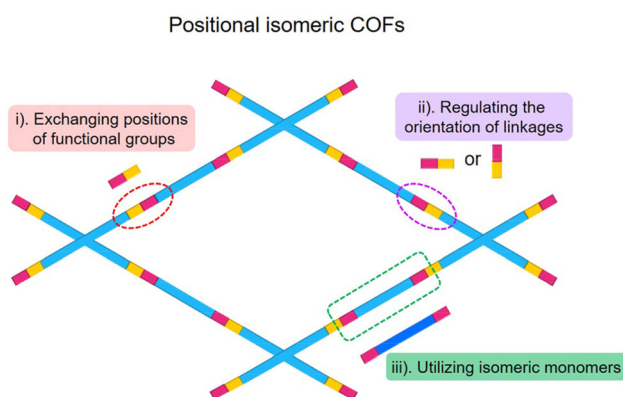 Positional isomeric COFs
i). Exchanging positions
of functional groups
ii). Regulating the
orientation of linkages
or
iii). Utilizing isomeric monomers